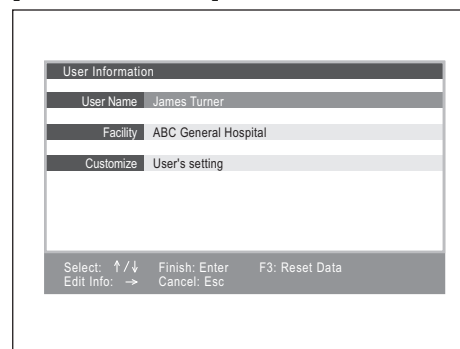 User Information
User Name James Turner
Facility ABC General Hospital
Customize User's setting
Select: ↑/↓ Finish: Enter F3: Reset Data
Edit Info: → Cancel: Esc